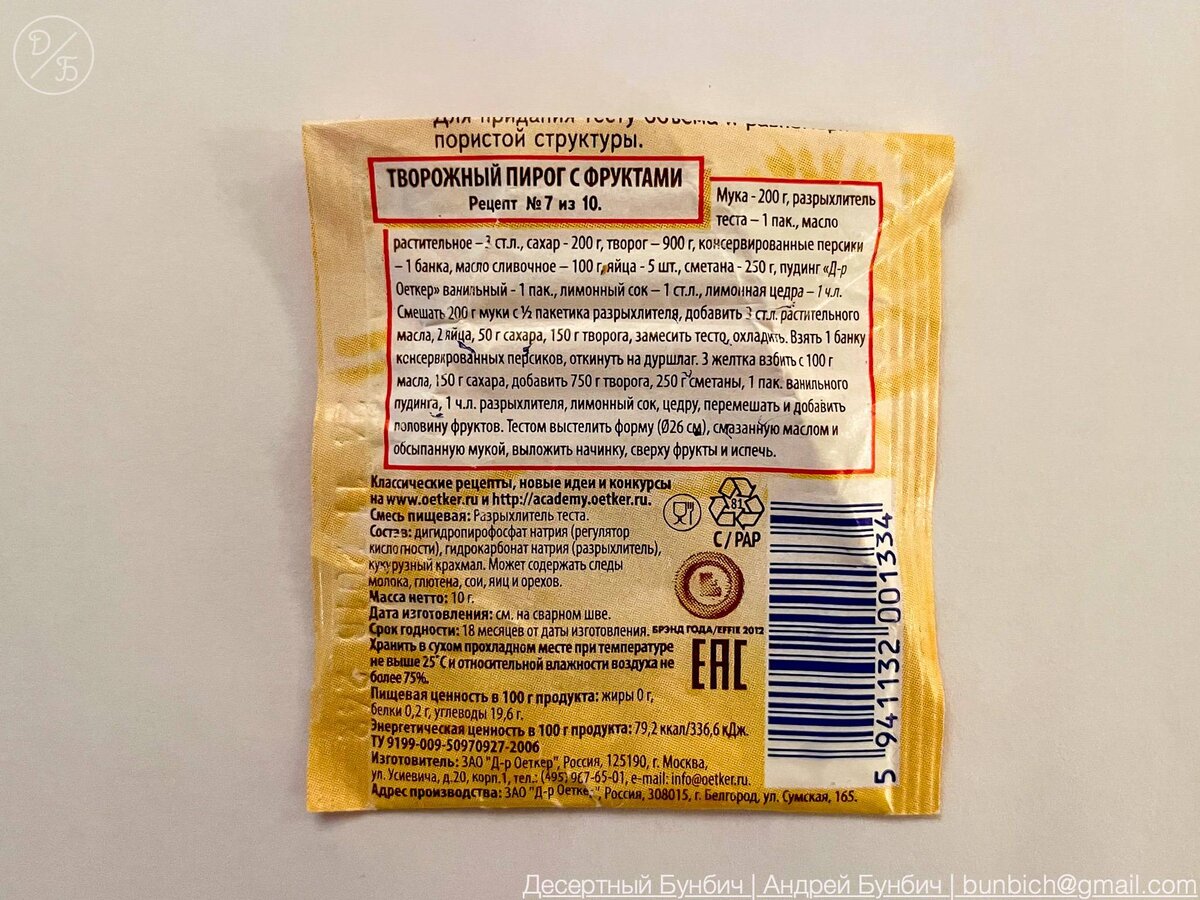 Д/Б
Для придания тесту объема и
пористой структуры.
ТВОРОЖНЫЙ ПИРОГ С ФРУКТАМИ
Рецепт №7 из 10.
Мука - 200 г, разрыхлитель
теста – 1 пак., масло
растительное – 3 ст.л., сахар - 200 г, творог – 900 г, консервированные персики
– 1 банка, масло сливочное – 100 г, яйца - 5 шт., сметана - 250 г, пудинг «Д-р
Оеткер» ванильный - 1 пак., лимонный сок – 1 ст.л., лимонная цедра – 1 ч.л.
Смешать 200 г муки с ½ пакетика разрыхлителя, добавить 3 ст.л. растительного
масла, 2 яйца, 50 г сахара, 150 г творога, замесить тесто, охладить. Взять 1 банку
консервированных персиков, откинуть на дуршлаг. 3 желтка взбить с 100 г
масла, 150 г сахара, добавить 750 г творога, 250 г сметаны, 1 пак. ванильного
пудинга, 1 ч.л. разрыхлителя, лимонный сок, цедру, перемешать и добавить
половину фруктов. Тестом выстелить форму (Ø26 см), смазанную маслом и
обсыпанную мукой, выложить начинку, сверху фрукты и испечь.
Классические рецепты, новые идеи и конкурсы
на www.oetker.ru и http://academy.oetker.ru.
Смесь пищевая: Разрыхлитель теста.
Состав: дигидропирофосфат натрия (регулятор
кислотности), гидрокарбонат натрия (разрыхлитель),
кукурузный крахмал. Может содержать следы
молока, глютена, сои, яиц и орехов.
Масса нетто: 10 г.
Дата изготовления: см. на сварном шве.
Срок годности: 18 месяцев от даты изготовления.
Хранить в сухом прохладном месте при температуре
не выше 25°С и относительной влажности воздуха не
более 75%.
Пищевая ценность в 100 г продукта: жиры 0 г,
белки 0,2 г, углеводы 19,6 г.
Энергетическая ценность в 100 г продукта: 79,2 ккал/336,6 кДж.
ТУ 9199-009-50970927-2006
Изготовитель: ЗАО "Д-р Оеткер", Россия, 125190, г. Москва,
ул. Усиевича, д.20, корп.1, тел.: (495) 967-65-01, e-mail: info@oetker.ru.
Адрес производства: ЗАО "Д-р Оеткер", Россия, 308015, г. Белгород, ул. Сумская, 165.
81
C / PAP
БРЭНД ГОДА/EFFIE 2012
EAC
5 941132 001334
Десертный Бунбич | Андрей Бунбич | bunbich@gmail.com